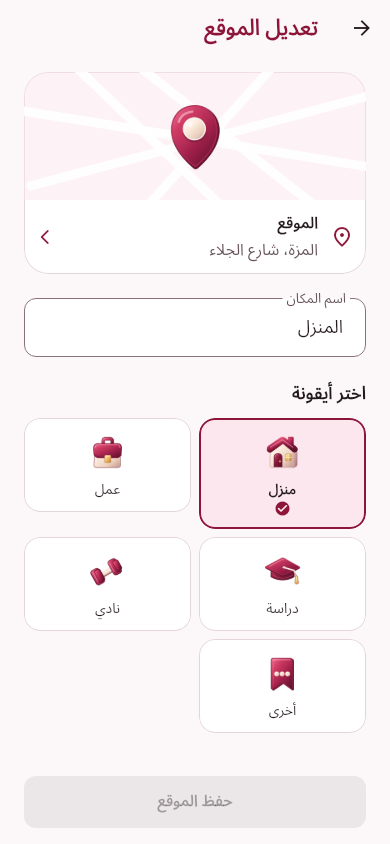 تعديل الموقع
الموقع
المزة، شارع الجلاء
اسم المكان
المنزل
اختر أيقونة
منزل
عمل
دراسة
نادي
أخرى
حفظ الموقع